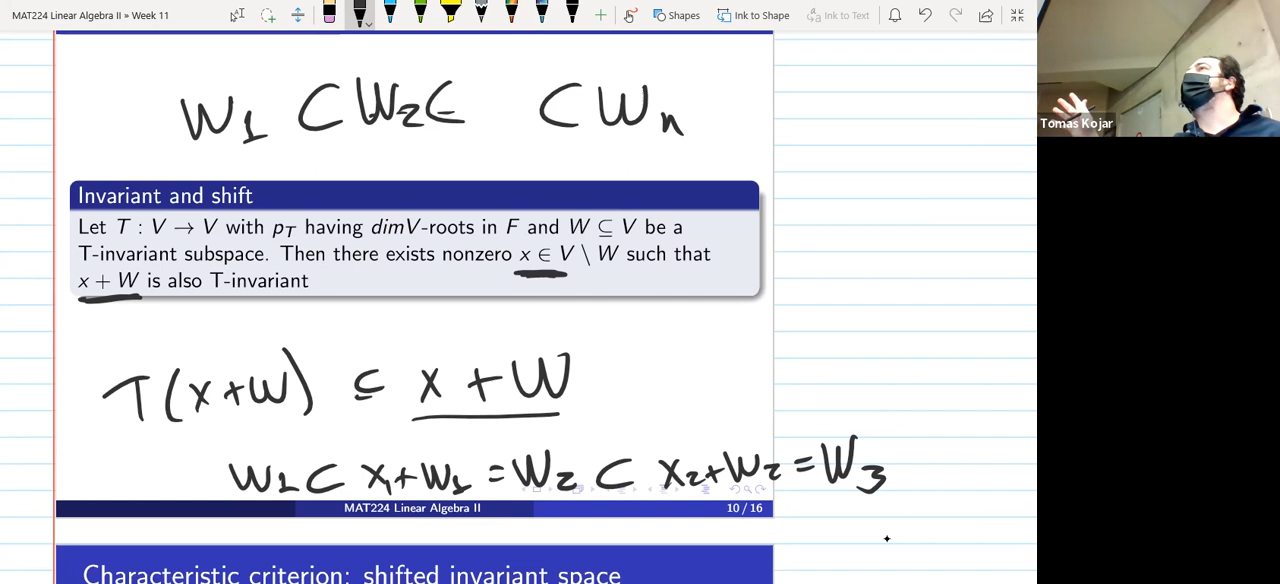 MAT224 Linear Algebra II » Week 11
Shapes
Ink to Shape
Ink to Text
Tomas Kojar
W1 ⊂ W2 ⊂ ⊂ Wn
Invariant and shift
Let T : V → V with pT having dimV-roots in F and W ⊆ V be a
T-invariant subspace. Then there exists nonzero x ∈ V \ W such that
x + W is also T-invariant
T(x+W) ⊆ x + W
W1 ⊂ x1+W1 = W2 ⊂ x2+W2 = W3
MAT224 Linear Algebra II
10 / 16
Characteristic criterion: shifted invariant space